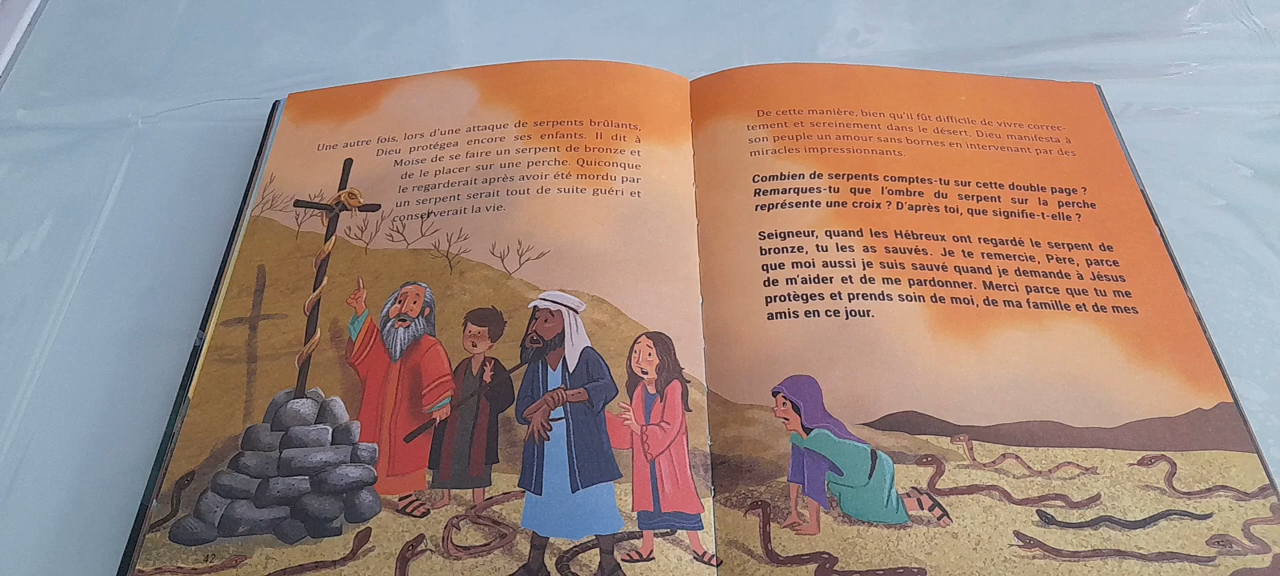 Une autre fois, lors d'une attaque de serpents brûlants,
Dieu protégea encore ses enfants. Il dit à
Moïse de se faire un serpent de bronze et
de le placer sur une perche. Quiconque
le regarderait après avoir été mordu par
un serpent serait tout de suite guéri et
conserverait la vie.
42
De cette manière, bien qu'il fût difficile de vivre correc-
tement et sereinement dans le désert. Dieu manifesta à
son peuple un amour sans bornes en intervenant par des
miracles impressionnants.
Combien de serpents comptes-tu sur cette double page ?
Remarques-tu que l'ombre du serpent sur la perche
représente une croix ? D'après toi, que signifie-t-elle ?
Seigneur, quand les Hébreux ont regardé le serpent de
bronze, tu les as sauvés. Je te remercie, Père, parce
que moi aussi je suis sauvé quand je demande à Jésus
de m'aider et de me pardonner. Merci parce que tu me
protèges et prends soin de moi, de ma famille et de mes
amis en ce jour.